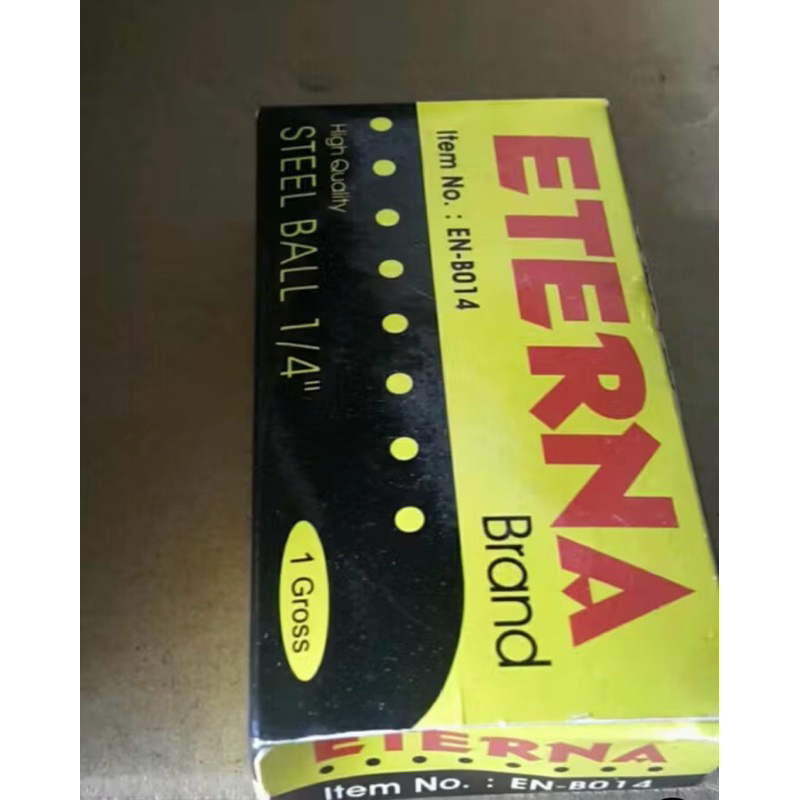 ETERNA
Brand
Item No. : EN-B014
High Quality
STEEL BALL 1/4"
1 Gross
ETERNA
Item No. : EN-B014